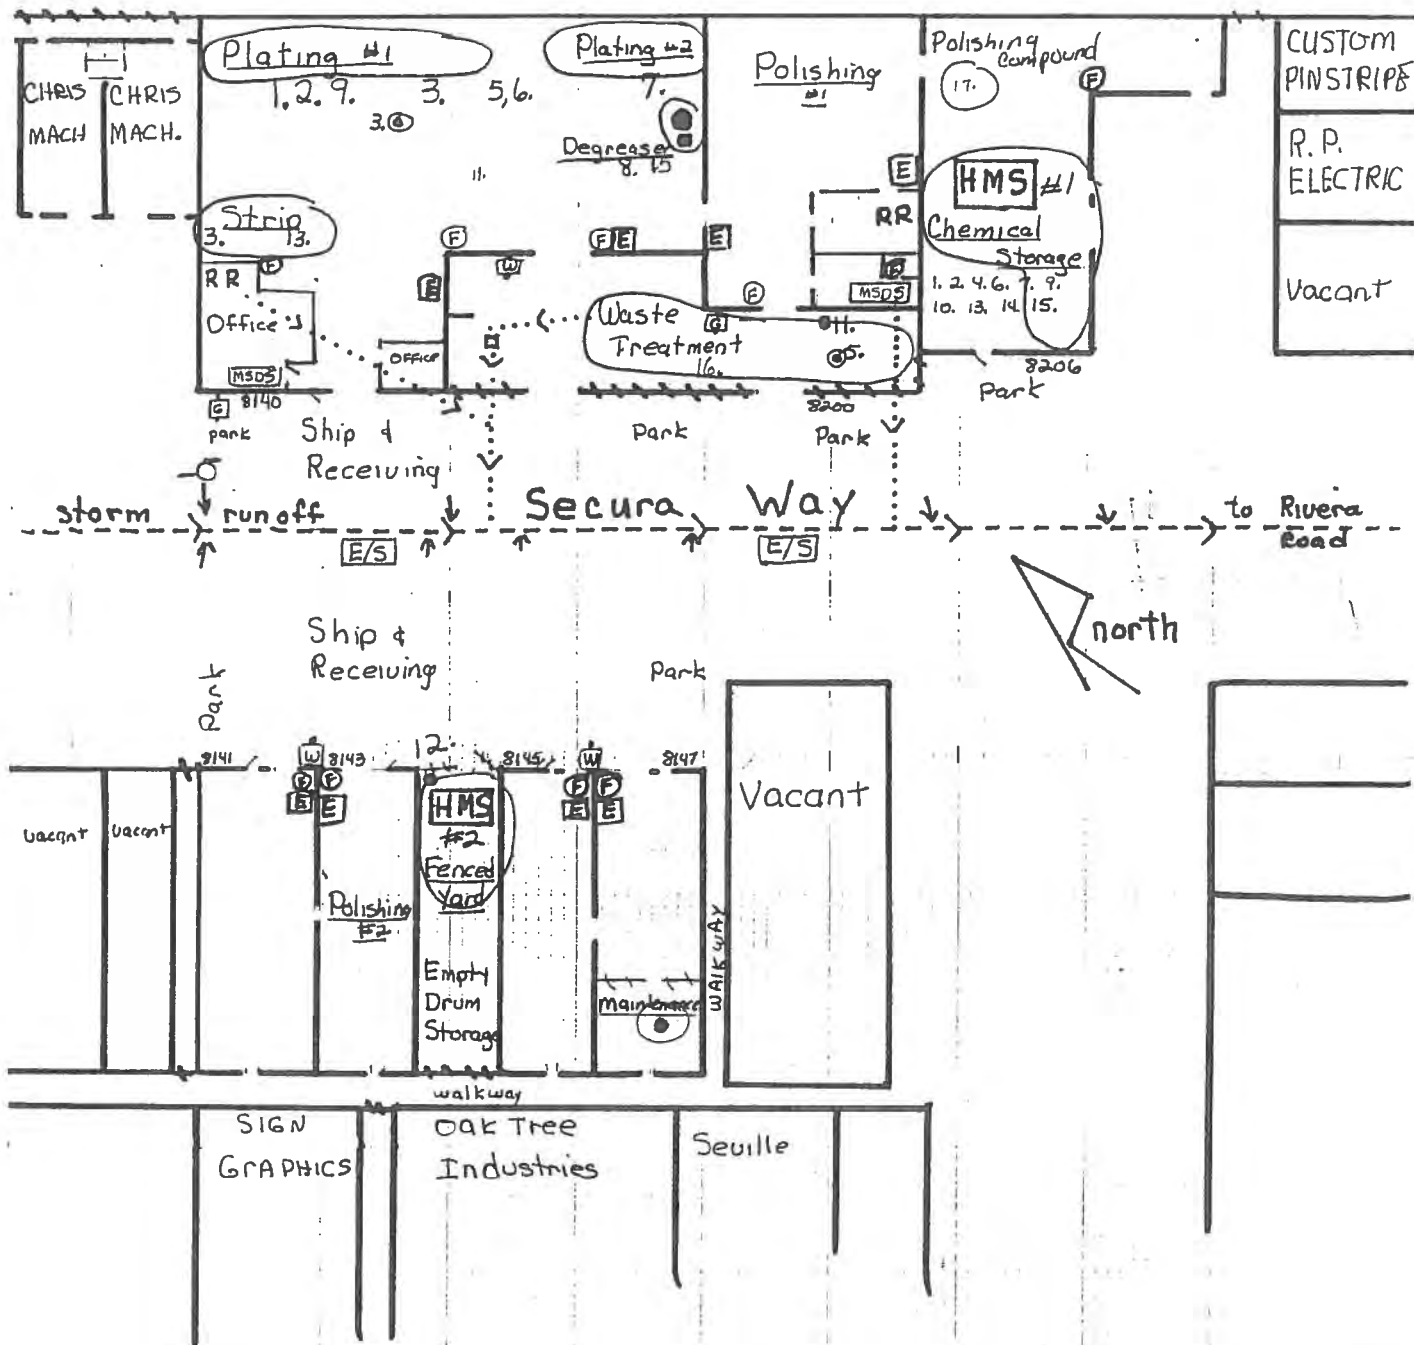 CHRIS
MACH
CHRIS
MACH.
Plating #1
1. 2. 9. 3. 5,6.
3.
11.
Plating #2
7.
Degreaser
8. 15
Polishing
#1
Polishing
Compound
17.
F
CUSTOM
PINSTRIPE
R.P.
ELECTRIC
Vacant
Strip
3. 13.
RR
F
Office
MSDS
8140
G
park
OFFICE
F
E
W
F E
E
F
Waste
Treatment
16.
G
11.
5.
E
RR
MSDS
8200
HMS #1
Chemical
Storage
1. 2. 4. 6. 7. 9.
10. 13. 14. 15.
8206
Park
Ship &
Receiving
Park
Park
storm runoff
Secura Way
to Rivera
Road
E/S
E/S
north
Ship &
Receiving
Park
Park
8141
W
8143
12.
8145
W
8147
E
F
E
E
F
F
E
E
vacant
vacant
HMS
#2
Fenced
Yard
Polishing
#2
Empty
Drum
Storage
maintenance
WALKWAY
Vacant
walkway
SIGN
GRAPHICS
Oak Tree
Industries
Seville